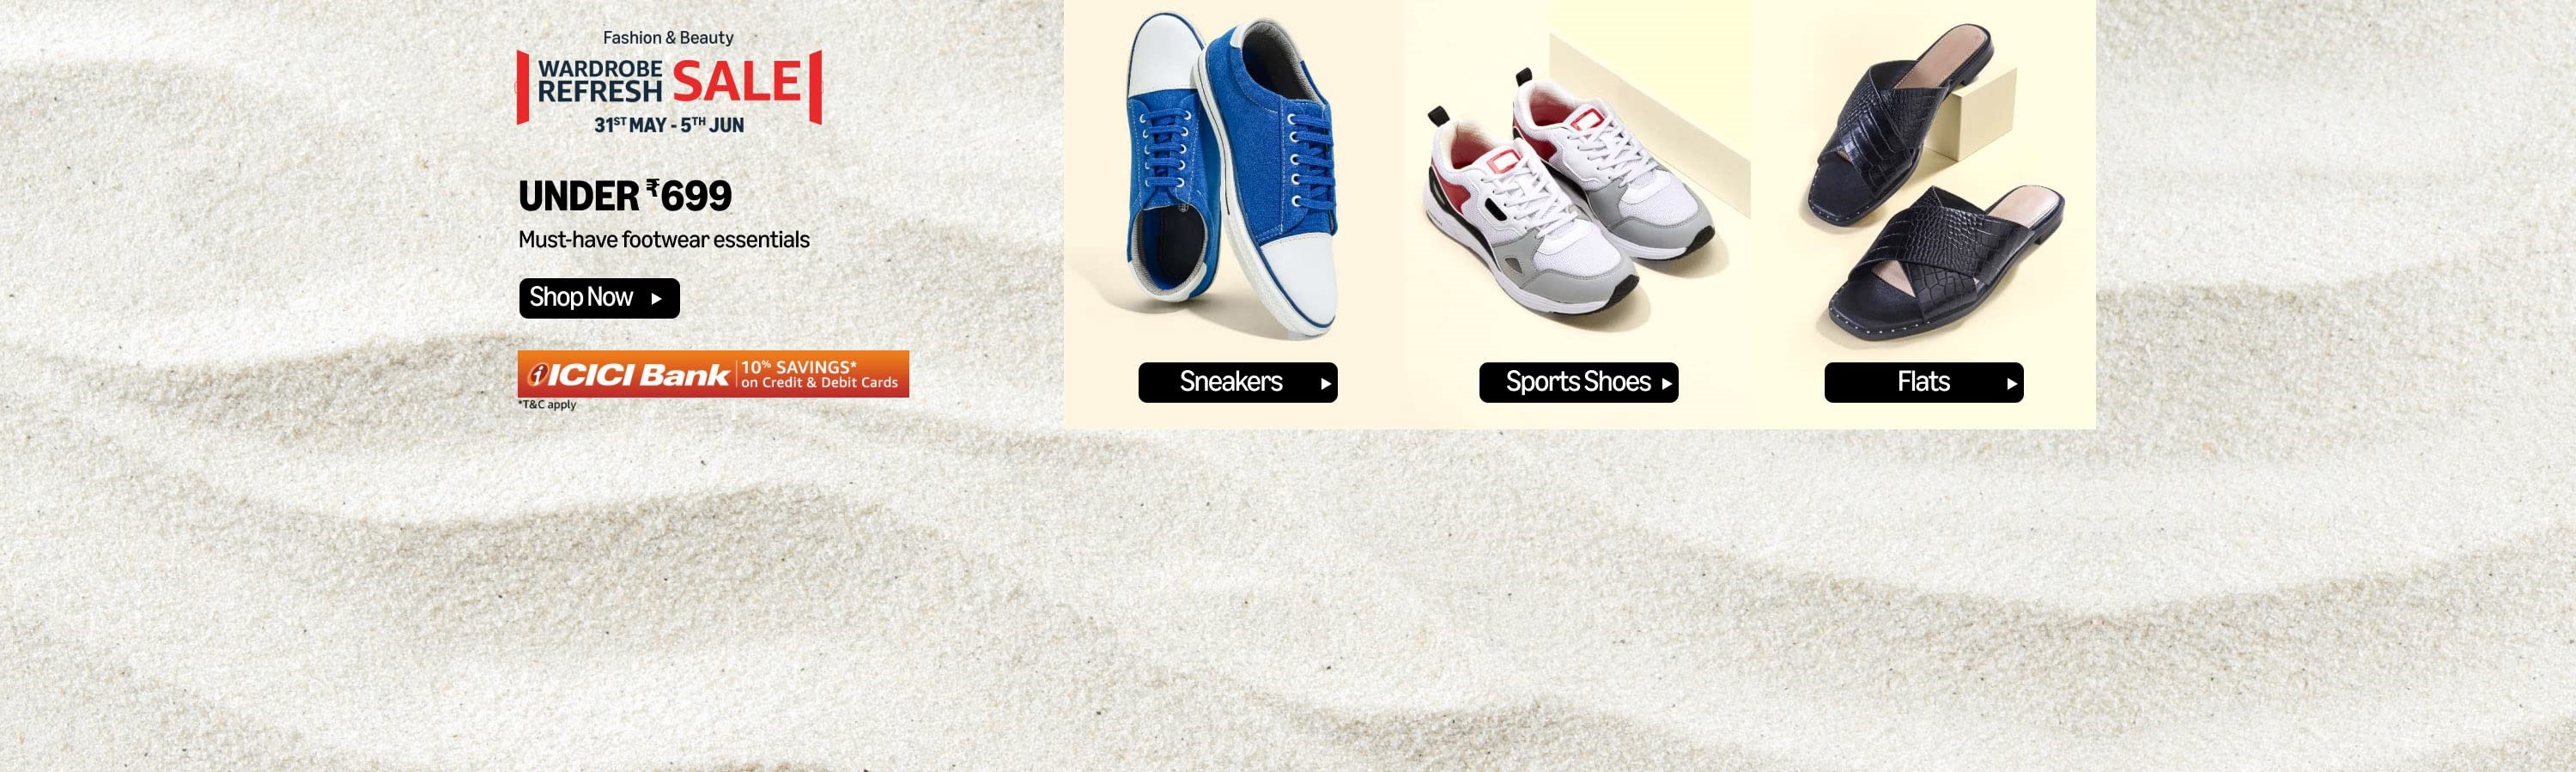 Fashion & Beauty
WARDROBE
REFRESH SALE
31ST MAY - 5TH JUN
UNDER ₹699
Must-have footwear essentials
Shop Now
ICICI Bank 10% SAVINGS*
on Credit & Debit Cards
*T&C apply
Sneakers
Sports Shoes
Flats